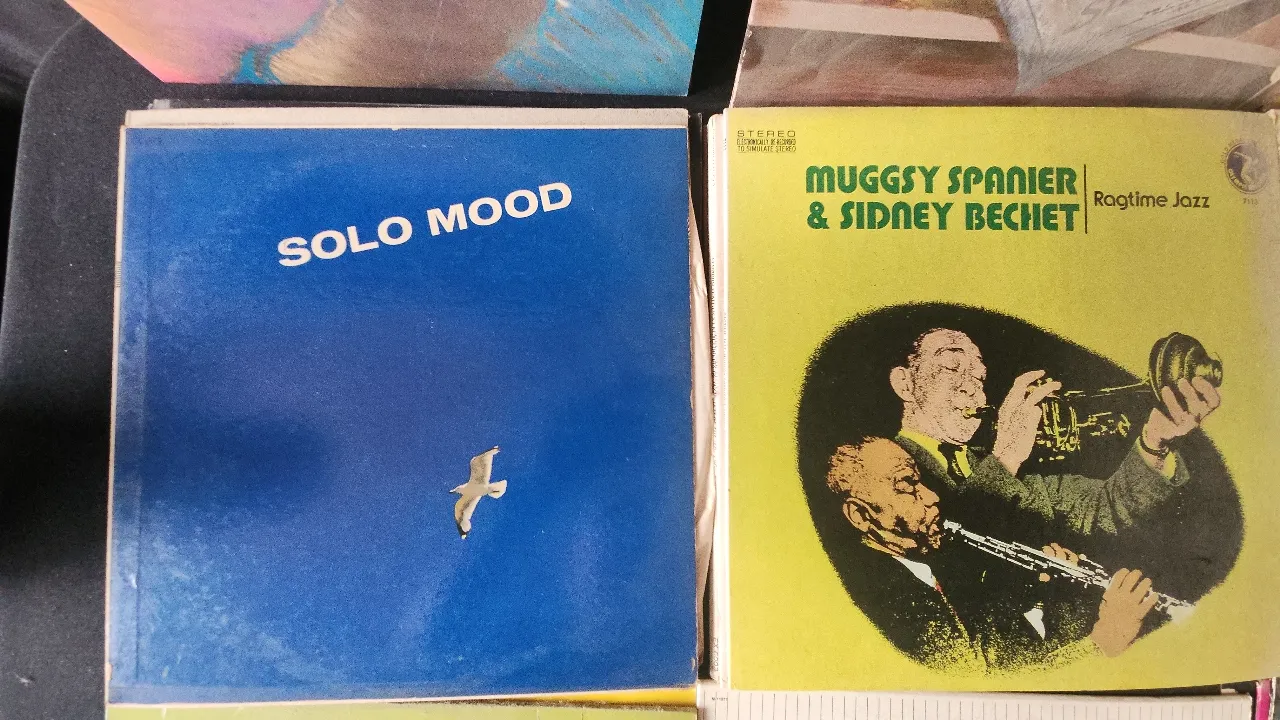 SOLO MOOD
STEREO
ELECTRONICALLY RE-RECORDED
TO SIMULATE STEREO
MUGGSY SPANIER
& SIDNEY BECHET
Ragtime Jazz